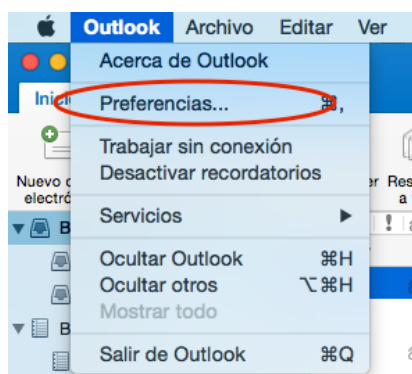 Outlook Archivo Editar Ver
Acerca de Outlook
Preferencias... ⌘,
Trabajar sin conexión
Desactivar recordatorios
Nuevo
electró
a
Servicios
B
Ocultar Outlook ⌘H
Ocultar otros ⌥⌘H
Mostrar todo
B
Salir de Outlook ⌘Q